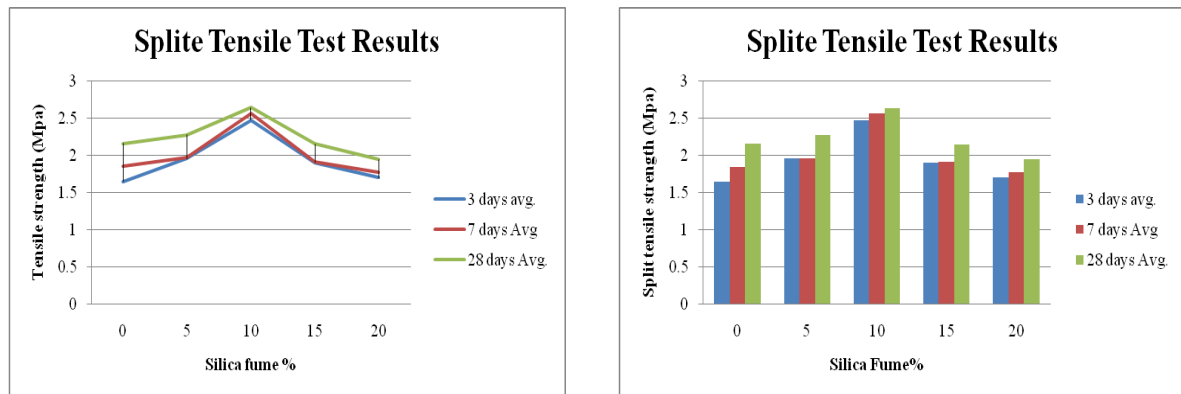 Splite Tensile Test Results
Tensile strength (Mpa)
3
2.5
2
1.5
1
0.5
0
0 5 10 15 20
Silica fume %
3 days avg.
7 days Avg
28 days Avg.
Splite Tensile Test Results
Split tensile strength (Mpa)
3
2.5
2
1.5
1
0.5
0
0 5 10 15 20
Silica Fume%
3 days avg.
7 days Avg
28 days Avg.